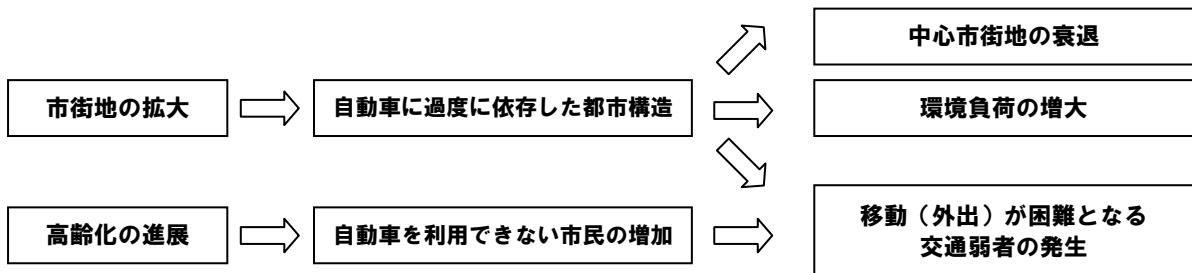 中心市街地の衰退
市街地の拡大
自動車に過度に依存した都市構造
環境負荷の増大
高齢化の進展
自動車を利用できない市民の増加
移動（外出）が困難となる
交通弱者の発生